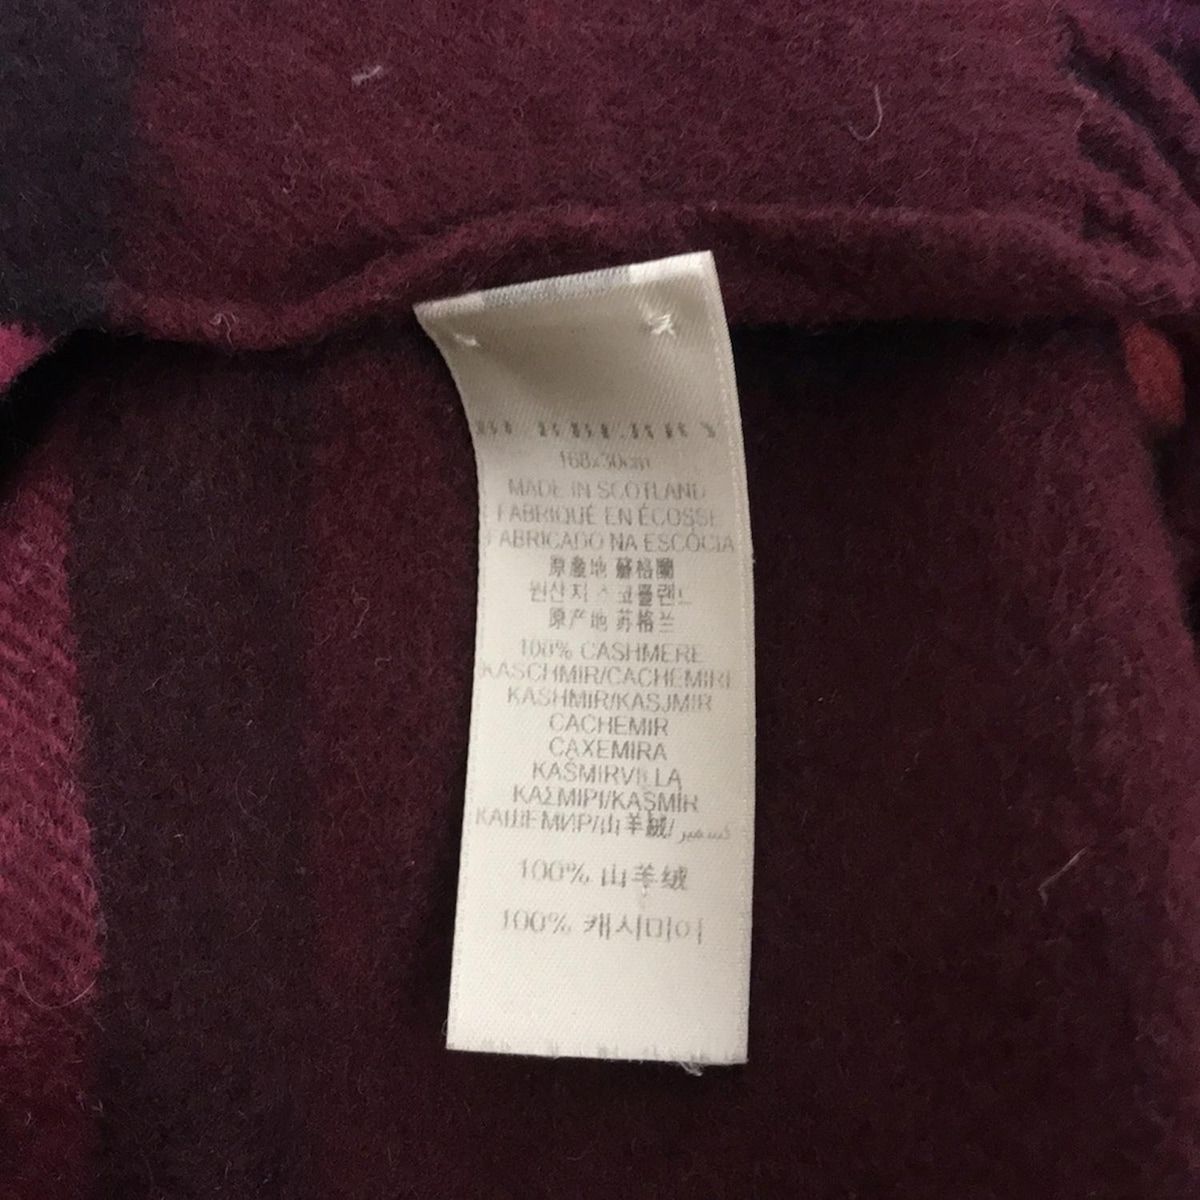 168x30cm
MADE IN SCOTLAND
FABRIQUÉ EN ÉCOSSE
FABRICADO NA ESCÓCIA
原產地 蘇格蘭
원산지 스코틀랜드
原产地 苏格兰
100% CASHMERE
KASCHMIR/CACHEMIRE
KASHMIR/KASJMIR
CACHEMIR
CAXEMIRA
KAŠMIRVILLA
ΚΑΣΜΙΡΙ/KAŞMİR
КАШЕМИР/山羊絨/كشمير
100% 山羊绒
100% 캐시미어